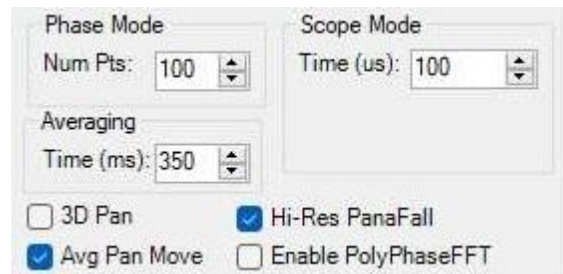 Phase Mode
Num Pts: 100
Scope Mode
Time (us): 100
Averaging
Time (ms): 350
3D Pan
Hi-Res PanaFall
Avg Pan Move
Enable PolyPhaseFFT